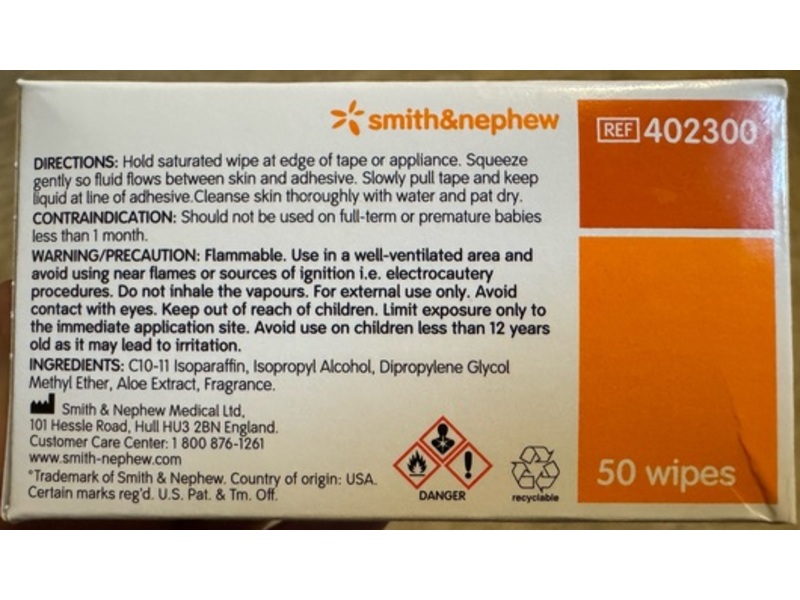 smith&nephew
REF 402300
DIRECTIONS: Hold saturated wipe at edge of tape or appliance. Squeeze
gently so fluid flows between skin and adhesive. Slowly pull tape and keep
liquid at line of adhesive.Cleanse skin thoroughly with water and pat dry.
CONTRAINDICATION: Should not be used on full-term or premature babies
less than 1 month.
WARNING/PRECAUTION: Flammable. Use in a well-ventilated area and
avoid using near flames or sources of ignition i.e. electrocautery
procedures. Do not inhale the vapours. For external use only. Avoid
contact with eyes. Keep out of reach of children. Limit exposure only to
the immediate application site. Avoid use on children less than 12 years
old as it may lead to irritation.
INGREDIENTS: C10-11 Isoparaffin, Isopropyl Alcohol, Dipropylene Glycol
Methyl Ether, Aloe Extract, Fragrance.
Smith & Nephew Medical Ltd,
101 Hessle Road, Hull HU3 2BN England.
Customer Care Center: 1 800 876-1261
www.smith-nephew.com
*Trademark of Smith & Nephew. Country of origin: USA.
Certain marks reg'd. U.S. Pat. & Tm. Off.
DANGER
recyclable
50 wipes